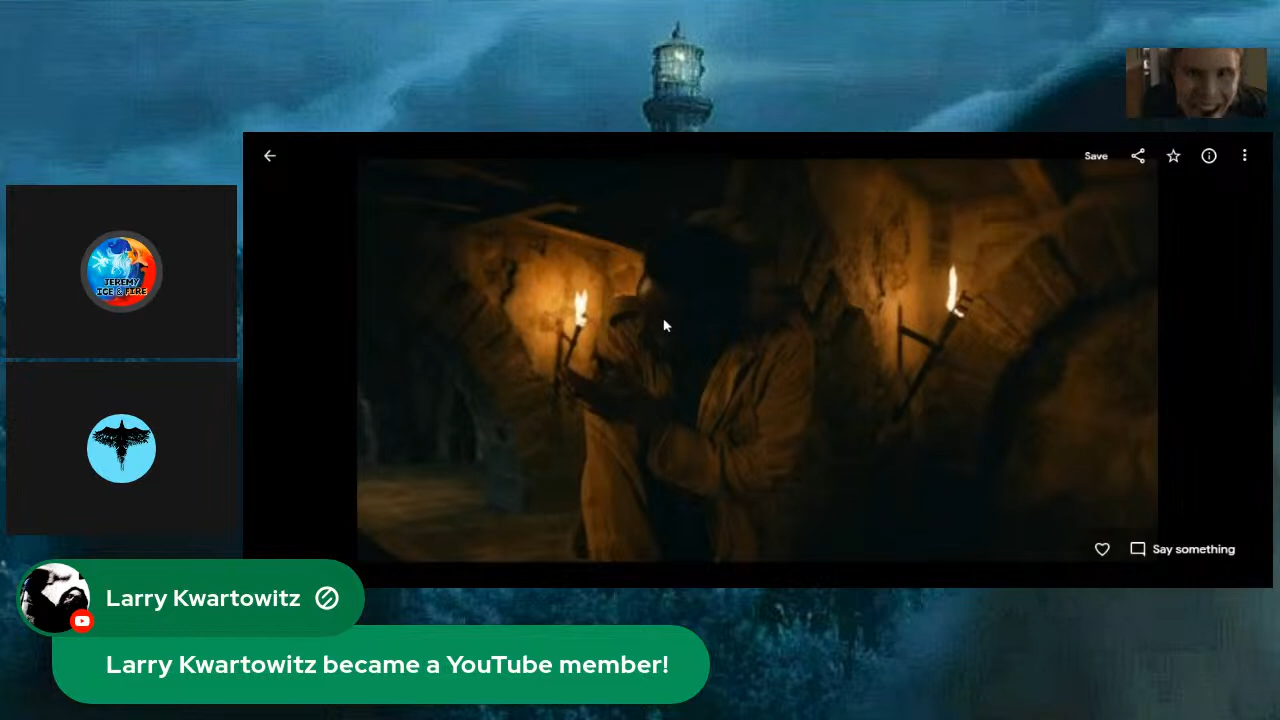 Save
JEREMY
ICE & FIRE
Say something
Larry Kwartowitz
Larry Kwartowitz became a YouTube member!